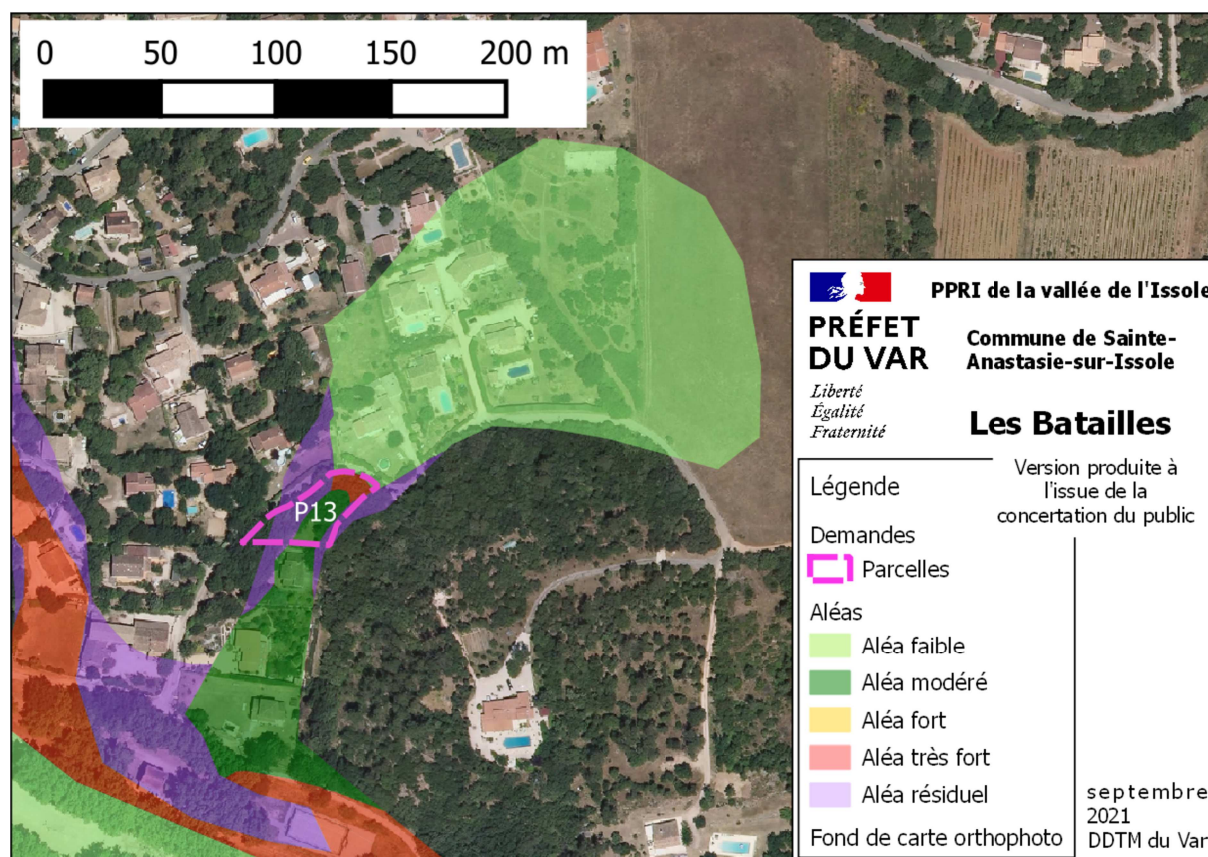 0 50 100 150 200 m
P13
PRÉFET
DU VAR
Liberté
Égalité
Fraternité
PPRI de la vallée de l'Issole
Commune de Sainte-
Anastasie-sur-Issole
Les Batailles
Version produite à
l'issue de la
concertation du public
Légende
Demandes
Parcelles
Aléas
Aléa faible
Aléa modéré
Aléa fort
Aléa très fort
Aléa résiduel
Fond de carte orthophoto
septembre
2021
DDTM du Var